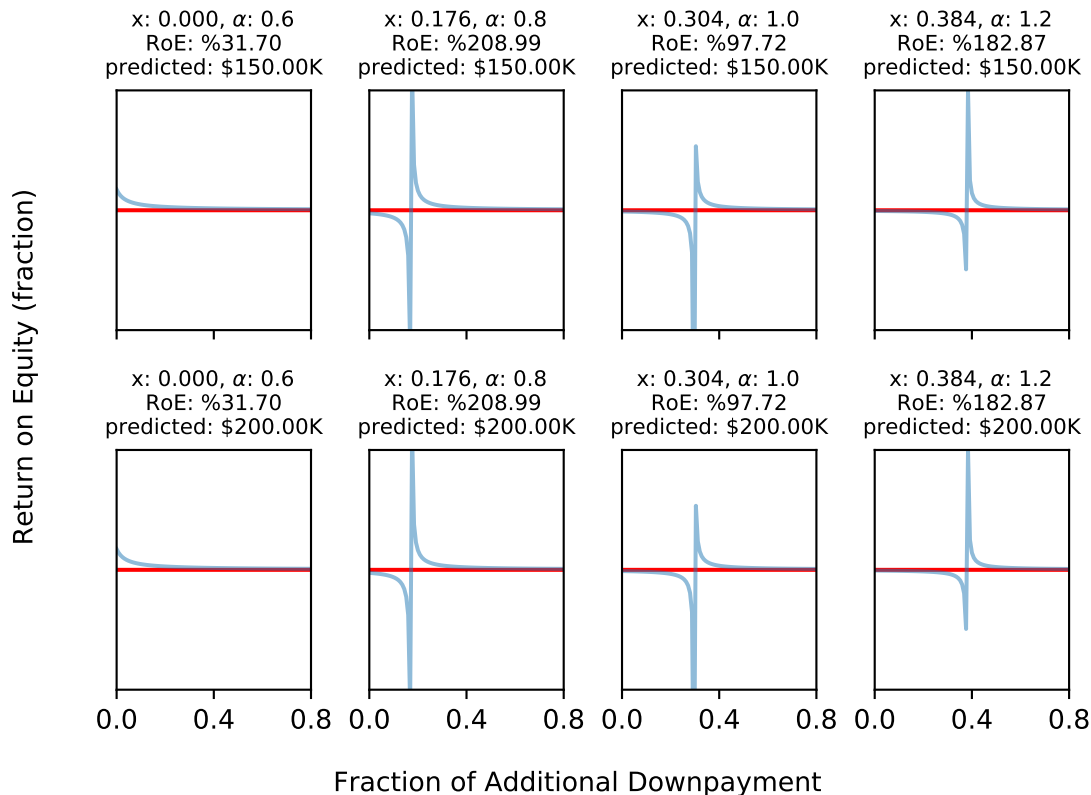 x: 0.000, α: 0.6
RoE: %31.70
predicted: $150.00K
x: 0.176, α: 0.8
RoE: %208.99
predicted: $150.00K
x: 0.304, α: 1.0
RoE: %97.72
predicted: $150.00K
x: 0.384, α: 1.2
RoE: %182.87
predicted: $150.00K
Return on Equity (fraction)
x: 0.000, α: 0.6
RoE: %31.70
predicted: $200.00K
x: 0.176, α: 0.8
RoE: %208.99
predicted: $200.00K
x: 0.304, α: 1.0
RoE: %97.72
predicted: $200.00K
x: 0.384, α: 1.2
RoE: %182.87
predicted: $200.00K
0.0 0.4 0.8
0.0 0.4 0.8
0.0 0.4 0.8
0.0 0.4 0.8
Fraction of Additional Downpayment